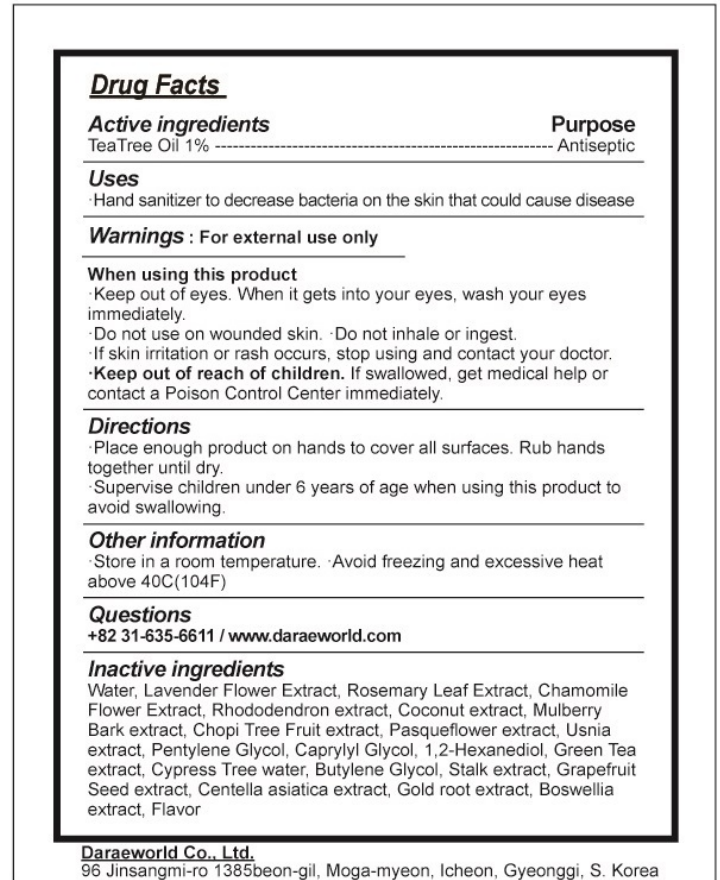 Drug Facts
Active ingredients Purpose
TeaTree Oil 1% --------------------------------------------------------- Antiseptic
Uses
·Hand sanitizer to decrease bacteria on the skin that could cause disease
Warnings : For external use only
When using this product
·Keep out of eyes. When it gets into your eyes, wash your eyes
immediately.
·Do not use on wounded skin. ·Do not inhale or ingest.
·If skin irritation or rash occurs, stop using and contact your doctor.
·Keep out of reach of children. If swallowed, get medical help or
contact a Poison Control Center immediately.
Directions
·Place enough product on hands to cover all surfaces. Rub hands
together until dry.
·Supervise children under 6 years of age when using this product to
avoid swallowing.
Other information
·Store in a room temperature. ·Avoid freezing and excessive heat
above 40C(104F)
Questions
+82 31-635-6611 / www.daraeworld.com
Inactive ingredients
Water, Lavender Flower Extract, Rosemary Leaf Extract, Chamomile
Flower Extract, Rhododendron extract, Coconut extract, Mulberry
Bark extract, Chopi Tree Fruit extract, Pasqueflower extract, Usnia
extract, Pentylene Glycol, Caprylyl Glycol, 1,2-Hexanediol, Green Tea
extract, Cypress Tree water, Butylene Glycol, Stalk extract, Grapefruit
Seed extract, Centella asiatica extract, Gold root extract, Boswellia
extract, Flavor
Daraeworld Co., Ltd.
96 Jinsangmi-ro 1385beon-gil, Moga-myeon, Icheon, Gyeonggi, S. Korea